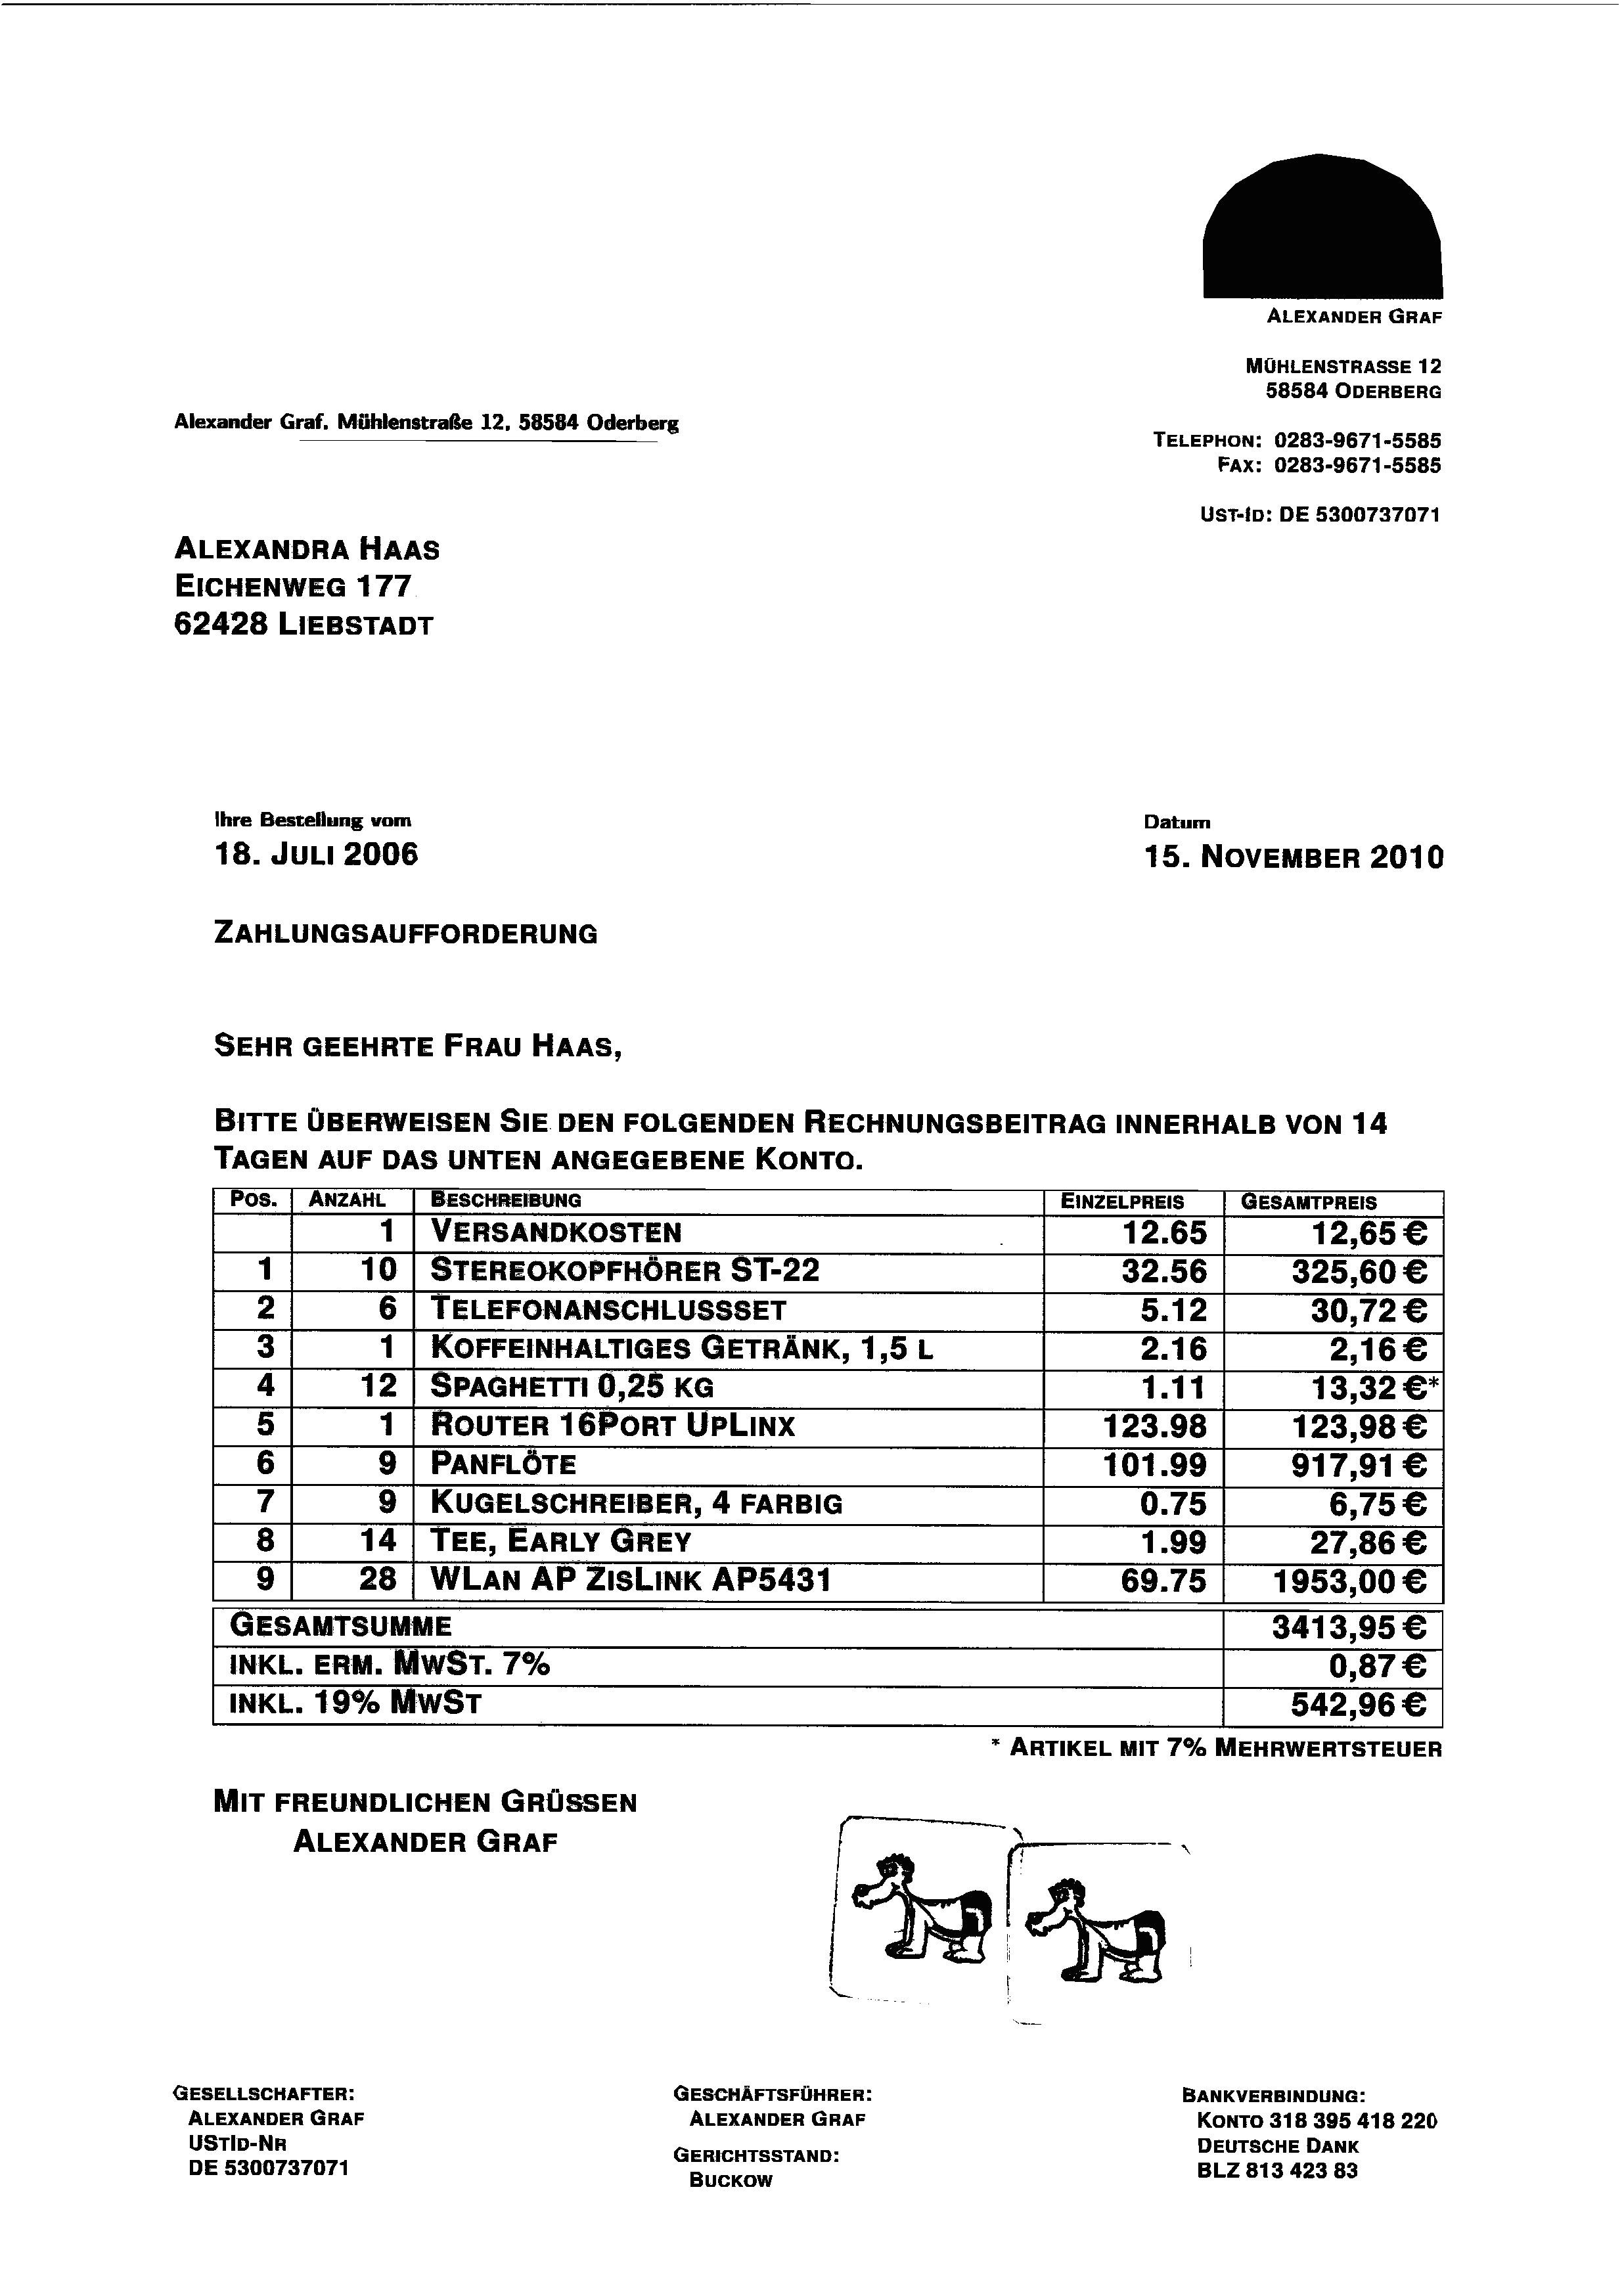 ALEXANDER GRAF
MÜHLENSTRASSE 12
58584 ODERBERG
Alexander Graf, Mühlenstraße 12, 58584 Oderberg
TELEPHON: 0283-9671-5585
FAX: 0283-9671-5585
UST-ID: DE 5300737071
ALEXANDRA HAAS
EICHENWEG 177
62428 LIEBSTADT
Ihre Bestellung vom Datum
18. JULI 2006 15. NOVEMBER 2010
ZAHLUNGSAUFFORDERUNG
SEHR GEEHRTE FRAU HAAS,
BITTE ÜBERWEISEN SIE DEN FOLGENDEN RECHNUNGSBEITRAG INNERHALB VON 14
TAGEN AUF DAS UNTEN ANGEGEBENE KONTO.
POS. ANZAHL BESCHREIBUNG EINZELPREIS GESAMTPREIS
1 VERSANDKOSTEN 12.65 12,65 €
1 10 STEREOKOPFHÖRER ST-22 32.56 325,60 €
2 6 TELEFONANSCHLUSSSET 5.12 30,72 €
3 1 KOFFEINHALTIGES GETRÄNK, 1,5 L 2.16 2,16 €
4 12 SPAGHETTI 0,25 KG 1.11 13,32 €*
5 1 ROUTER 16PORT UPLINX 123.98 123,98 €
6 9 PANFLÖTE 101.99 917,91 €
7 9 KUGELSCHREIBER, 4 FARBIG 0.75 6,75 €
8 14 TEE, EARLY GREY 1.99 27,86 €
9 28 WLAN AP ZISLINK AP5431 69.75 1953,00 €
GESAMTSUMME 3413,95 €
INKL. ERM. MWST. 7% 0,87 €
INKL. 19% MWST 542,96 €
* ARTIKEL MIT 7% MEHRWERTSTEUER
MIT FREUNDLICHEN GRÜSSEN
ALEXANDER GRAF
GESELLSCHAFTER:
ALEXANDER GRAF
USTID-NR
DE 5300737071
GESCHÄFTSFÜHRER:
ALEXANDER GRAF
GERICHTSSTAND:
BUCKOW
BANKVERBINDUNG:
KONTO 318 395 418 220
DEUTSCHE DANK
BLZ 813 423 83